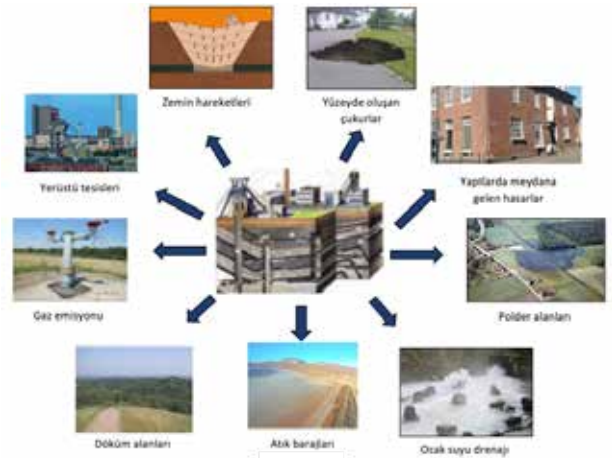 Zemin hareketleri
Yüzeyde oluşan
çukurlar
Yerüstü tesisleri
Yapılarda meydana
gelen hasarlar
Gaz emisyonu
Polder alanları
Döküm alanları
Atık barajları
Ocak suyu drenajı